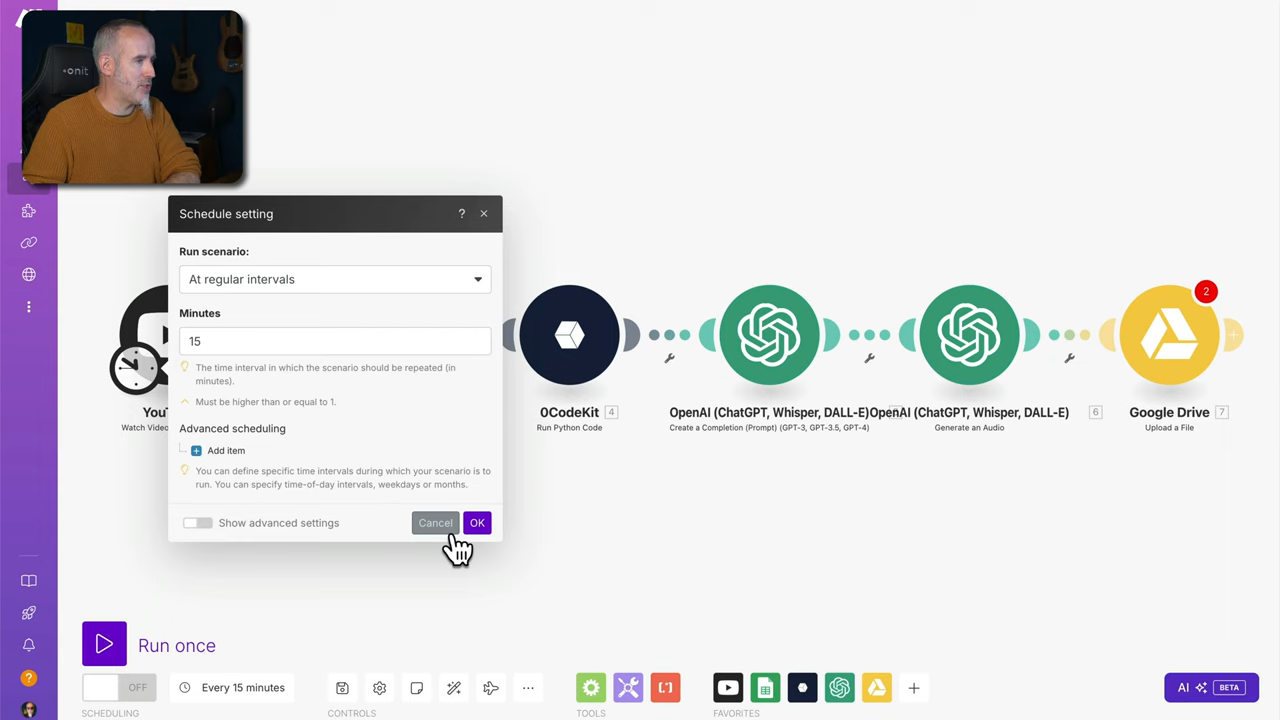 onit
Schedule setting
?
×
Run scenario:
At regular intervals
Minutes
15
The time interval in which the scenario should be repeated (in
minutes).
Must be higher than or equal to 1.
Advanced scheduling
Add item
You can define specific time intervals during which your scenario is to
run. You can specify time-of-day intervals, weekdays or months.
Show advanced settings
Cancel
OK
Watch Video
0CodeKit 4
Run Python Code
OpenAI (ChatGPT, Whisper, DALL-E)
Create a Completion (Prompt) (GPT-3, GPT-3.5, GPT-4)
OpenAI (ChatGPT, Whisper, DALL-E) 6
Generate an Audio
2
Google Drive 7
Upload a File
Run once
OFF
Every 15 minutes
SCHEDULING
CONTROLS
TOOLS
FAVORITES
AI BETA
?